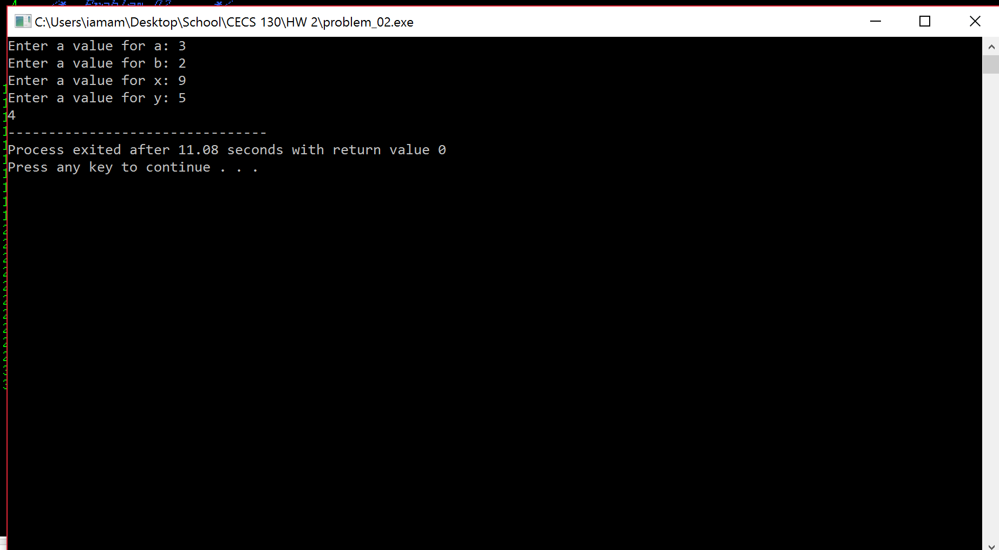 C:\Users\iamam\Desktop\School\CECS 130\HW 2\problem_02.exe
Enter a value for a: 3
Enter a value for b: 2
Enter a value for x: 9
Enter a value for y: 5
4
---------------------------------
Process exited after 11.08 seconds with return value 0
Press any key to continue . . .